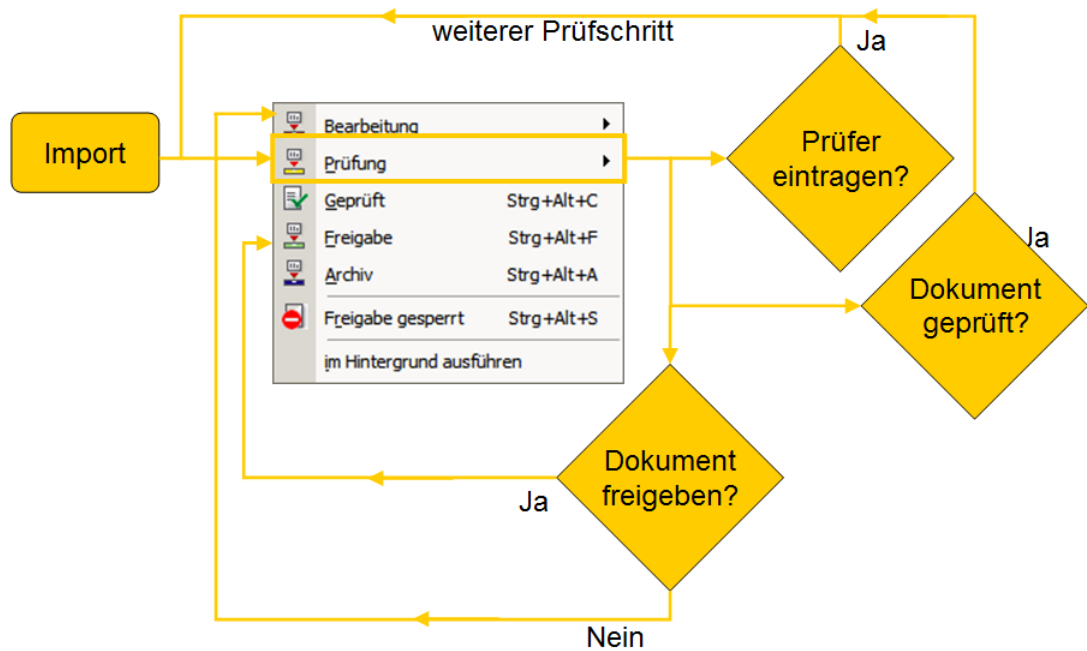 weiterer Prüfschritt
Ja
Import
Bearbeitung
Prüfung
Geprüft Strg+Alt+C
Freigabe Strg+Alt+F
Archiv Strg+Alt+A
Freigabe gesperrt Strg+Alt+S
im Hintergrund ausführen
Prüfer
eintragen?
Ja
Dokument
geprüft?
Dokument
freigeben?
Ja
Nein